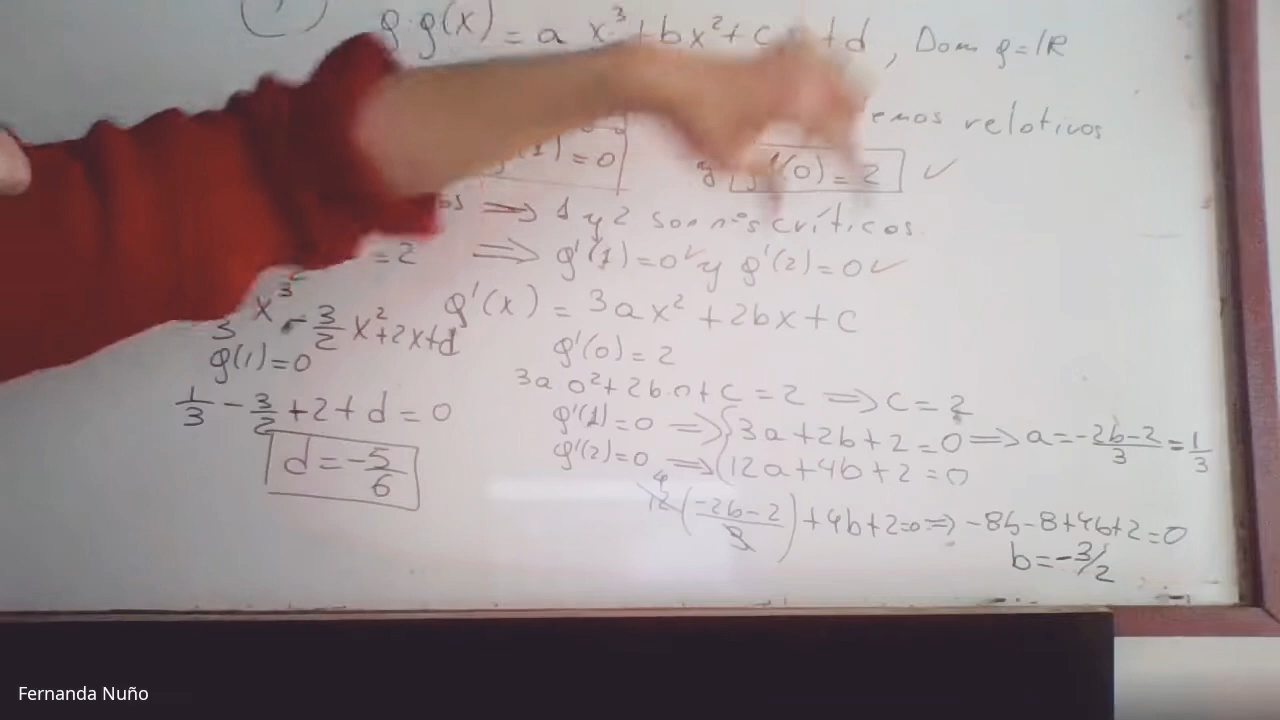 g: g(x) = a x³ + bx² + c + d , Dom g = ℝ
relativos
g(1) = 0 y g'(0) = 2 ✓
⟹ 1 y 2 son nºs críticos.
= 2 ⟹ g'(1) = 0 ✓ y g'(2) = 0 ✓
g'(x) = 3ax² + 2bx + c
x³/3 - 3/2 x² + 2x + d
g'(0) = 2
g(1) = 0
3a 0² + 2b.0 + c = 2 ⟹ c = 2
1/3 - 3/2 + 2 + d = 0
g'(1) = 0 ⟹ { 3a + 2b + 2 = 0 ⟹ a = (-2b-2)/3 = 1/3
g'(2) = 0 ⟹ { 12a + 4b + 2 = 0
d = -5/6
4 12 ((-2b-2)/3) + 4b + 2 = 0 ⟹ -8b - 8 + 4b + 2 = 0
b = -3/2
Fernanda Nuño